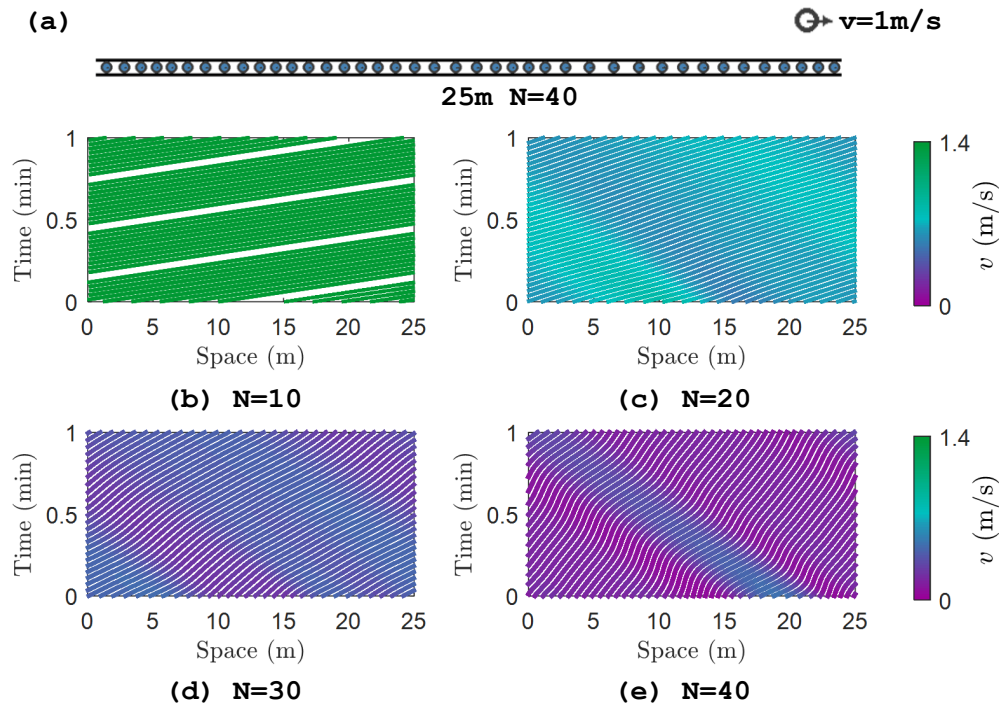 (a)
v=1m/s
25m N=40
1
0.5
0
Time (min)
0 5 10 15 20 25
Space (m)
(b) N=10
1
0.5
0
Time (min)
0 5 10 15 20 25
Space (m)
(c) N=20
1.4
0
v (m/s)
1
0.5
0
Time (min)
0 5 10 15 20 25
Space (m)
(d) N=30
1
0.5
0
Time (min)
0 5 10 15 20 25
Space (m)
(e) N=40
1.4
0
v (m/s)